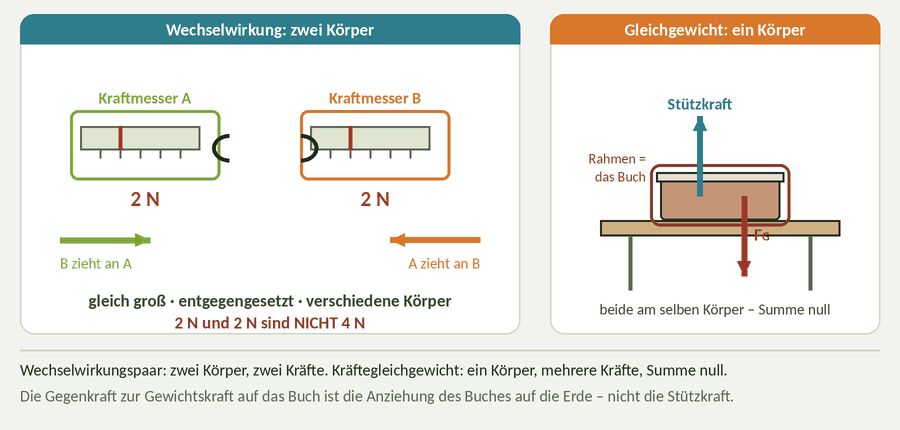 Wechselwirkung: zwei Körper
Kraftmesser A
Kraftmesser B
2 N
2 N
B zieht an A
A zieht an B
gleich groß · entgegengesetzt · verschiedene Körper
2 N und 2 N sind NICHT 4 N
Gleichgewicht: ein Körper
Stützkraft
Rahmen =
das Buch
FG
beide am selben Körper – Summe null
Wechselwirkungspaar: zwei Körper, zwei Kräfte. Kräftegleichgewicht: ein Körper, mehrere Kräfte, Summe null.
Die Gegenkraft zur Gewichtskraft auf das Buch ist die Anziehung des Buches auf die Erde – nicht die Stützkraft.